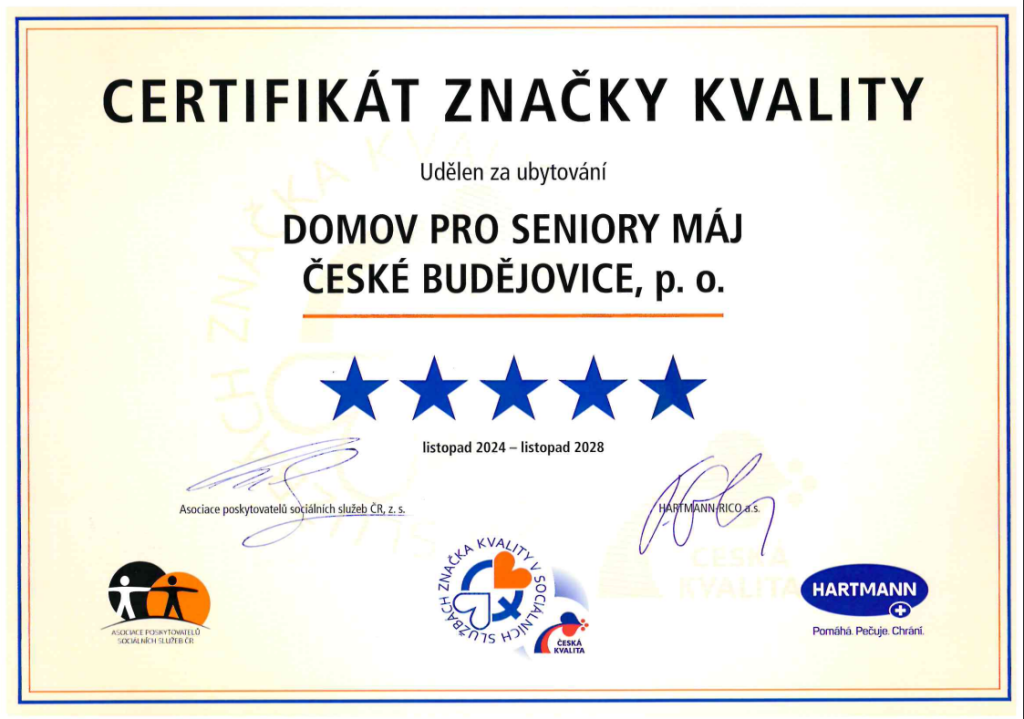 CERTIFIKÁT ZNAČKY KVALITY
Udělen za ubytování
DOMOV PRO SENIORY MÁJ
ČESKÉ BUDĚJOVICE, p. o.
listopad 2024 – listopad 2028
Asociace poskytovatelů sociálních služeb ČR, z. s.
HARTMANN-RICO a.s.
ASOCIACE POSKYTOVATELŮ
SOCIÁLNÍCH SLUŽEB ČR
ZNAČKA KVALITY V SOCIÁLNÍCH SLUŽBÁCH
ČESKÁ
KVALITA
HARTMANN
Pomáhá. Pečuje. Chrání.